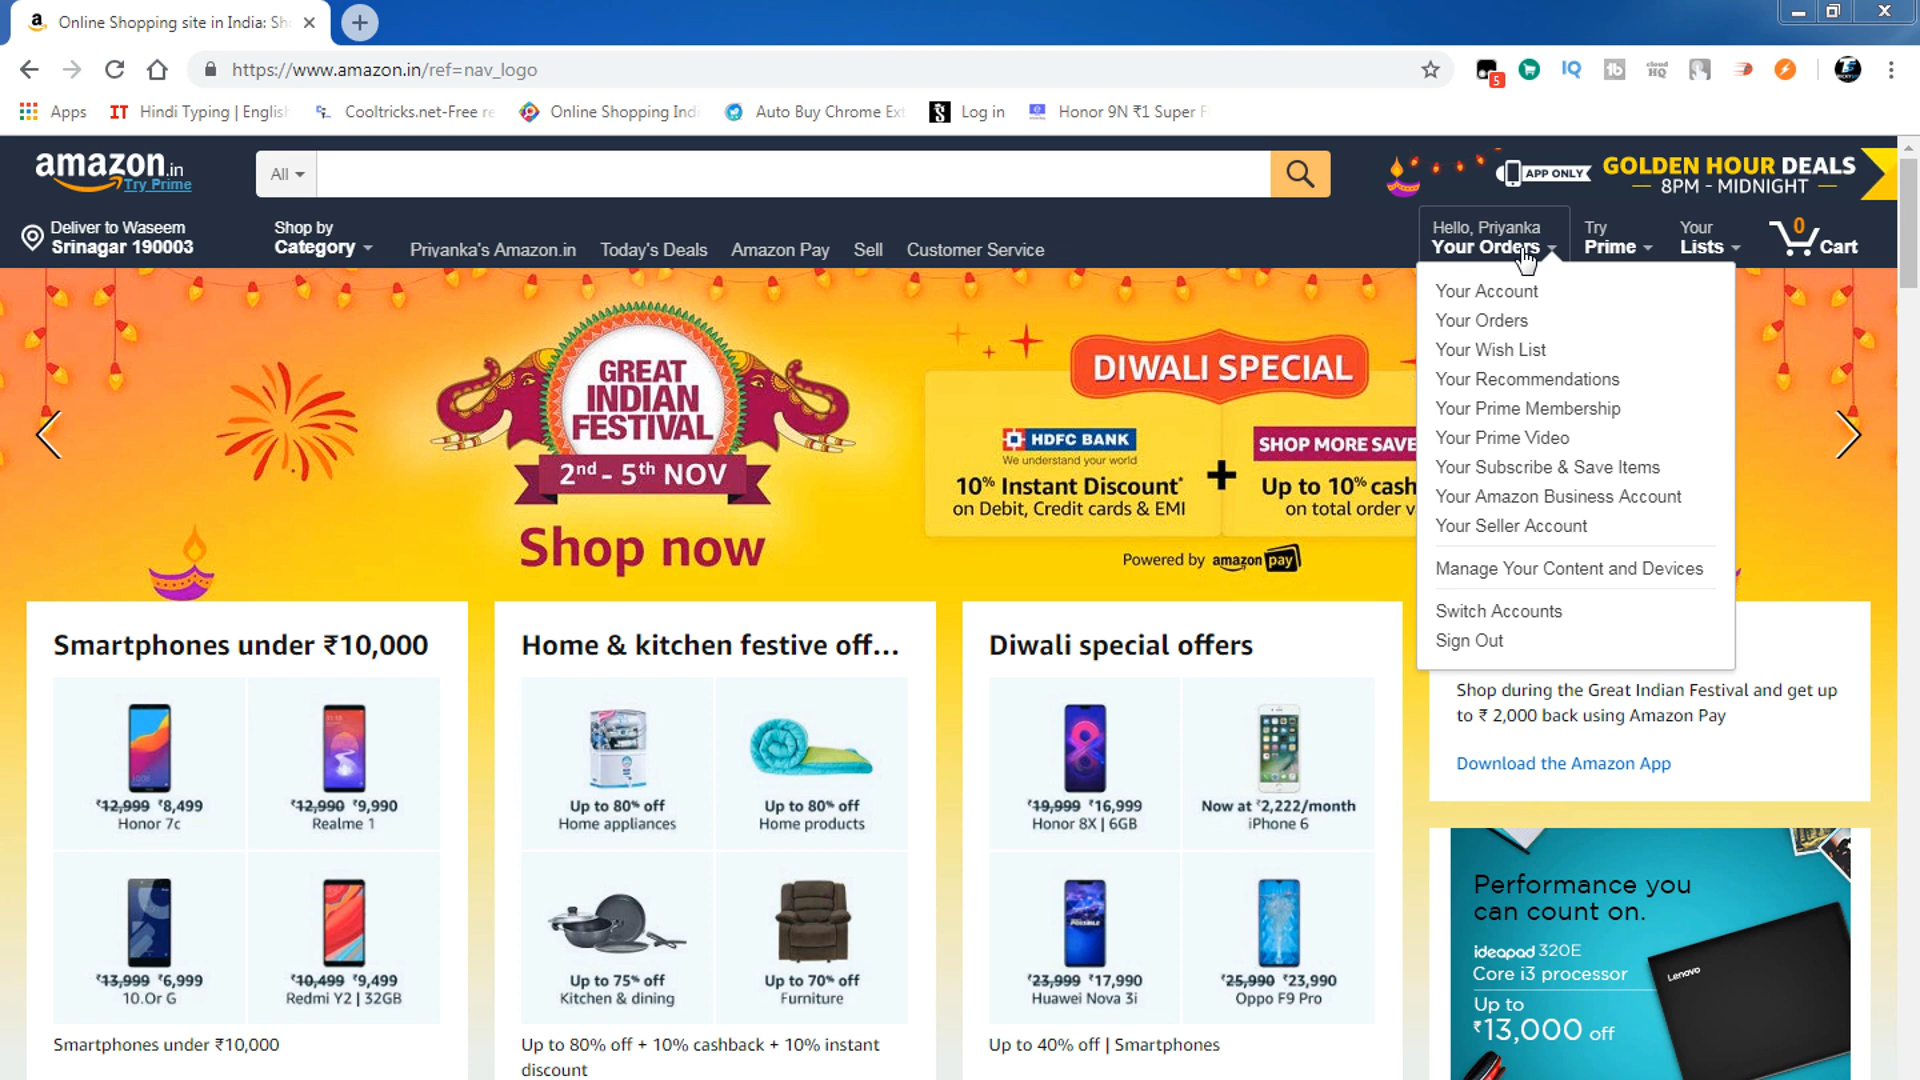 Online Shopping site in India: Sh
https://www.amazon.in/ref=nav_logo
5
IQ
cloud
HQ
Apps
IT Hindi Typing | English
Cooltricks.net-Free re
Online Shopping Indi
Auto Buy Chrome Ext
Log in
Honor 9N ₹1 Super F
amazon.in
Try Prime
All
APP ONLY
GOLDEN HOUR DEALS
8PM - MIDNIGHT
Deliver to Waseem
Srinagar 190003
Shop by
Category
Priyanka's Amazon.in
Today's Deals
Amazon Pay
Sell
Customer Service
Hello, Priyanka
Your Orders
Try
Prime
Your
Lists
0
Cart
Your Account
Your Orders
Your Wish List
Your Recommendations
Your Prime Membership
Your Prime Video
Your Subscribe & Save Items
Your Amazon Business Account
Your Seller Account
Manage Your Content and Devices
Switch Accounts
Sign Out
GREAT
INDIAN
FESTIVAL
2nd - 5th NOV
Shop now
DIWALI SPECIAL
HDFC BANK
We understand your world
10% Instant Discount*
on Debit, Credit cards & EMI
+
SHOP MORE SAVE
Up to 10% cash
on total order v
Powered by amazon pay
Smartphones under ₹10,000
₹12,999 ₹8,499
Honor 7c
₹12,990 ₹9,990
Realme 1
₹13,999 ₹6,999
10.Or G
₹10,499 ₹9,499
Redmi Y2 | 32GB
Smartphones under ₹10,000
Home & kitchen festive off...
Up to 80% off
Home appliances
Up to 80% off
Home products
Up to 75% off
Kitchen & dining
Up to 70% off
Furniture
Up to 80% off + 10% cashback + 10% instant
discount
Diwali special offers
₹19,999 ₹16,999
Honor 8X | 6GB
Now at ₹2,222/month
iPhone 6
₹23,999 ₹17,990
Huawei Nova 3i
₹25,990 ₹23,990
Oppo F9 Pro
Up to 40% off | Smartphones
Shop during the Great Indian Festival and get up
to ₹ 2,000 back using Amazon Pay
Download the Amazon App
Performance you
can count on.
ideapad 320E
Core i3 processor
Up to
₹13,000 off
Lenovo